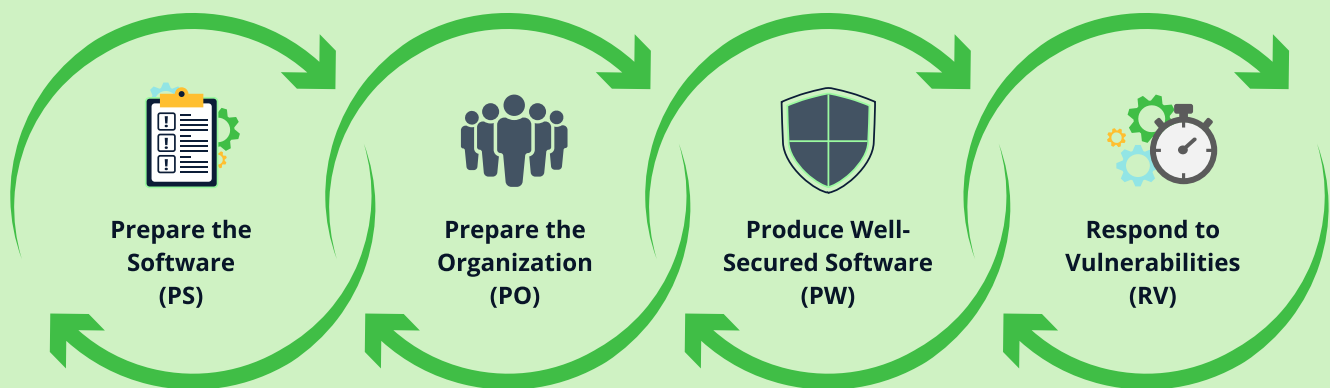 Prepare the
Software
(PS)
Prepare the
Organization
(PO)
Produce Well-
Secured Software
(PW)
Respond to
Vulnerabilities
(RV)